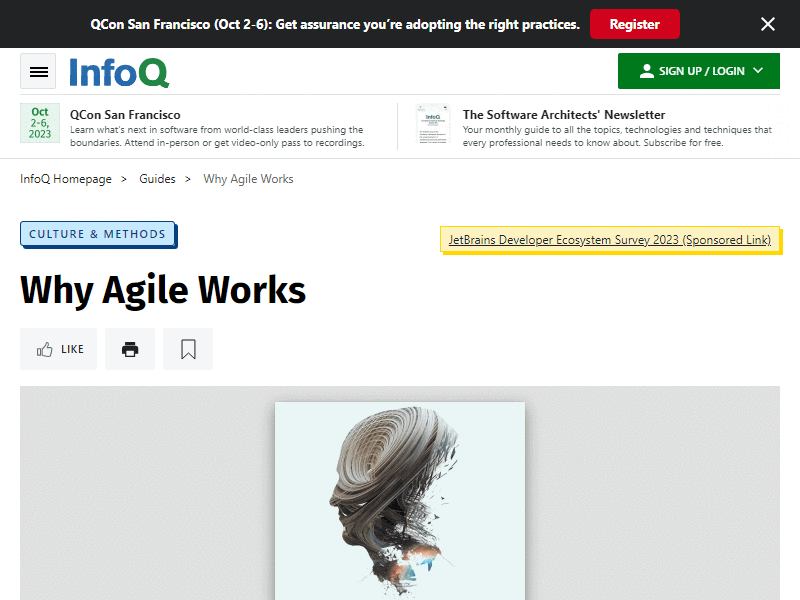 QCon San Francisco (Oct 2-6): Get assurance you’re adopting the right practices.
Register
InfoQ
SIGN UP / LOGIN
Oct
2-6,
2023
QCon San Francisco
Learn what's next in software from world-class leaders pushing the
boundaries. Attend in-person or get video-only pass to recordings.
InfoQ
The Software Architects' Newsletter
Your monthly guide to all the topics, technologies and techniques that
every professional needs to know about. Subscribe for free.
InfoQ Homepage > Guides > Why Agile Works
CULTURE & METHODS
JetBrains Developer Ecosystem Survey 2023 (Sponsored Link)
Why Agile Works
LIKE